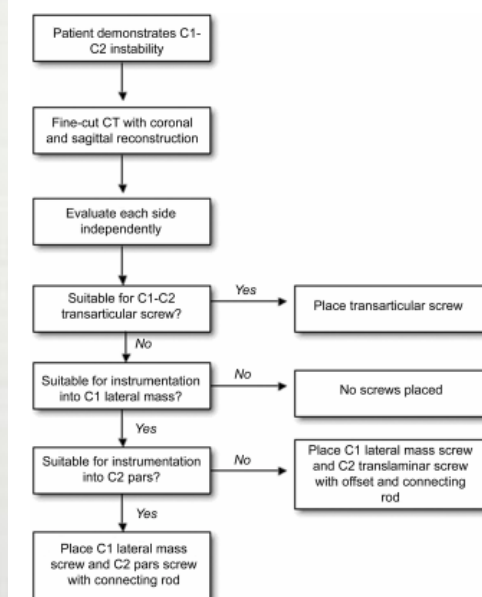 Patient demonstrates C1-
C2 instability
Fine-cut CT with coronal
and sagittal reconstruction
Evaluate each side
independently
Suitable for C1-C2
transarticular screw?
Yes
Place transarticular screw
No
Suitable for instrumentation
into C1 lateral mass?
No
No screws placed
Yes
Suitable for instrumentation
into C2 pars?
No
Place C1 lateral mass screw
and C2 translaminar screw
with offset and connecting
rod
Yes
Place C1 lateral mass
screw and C2 pars screw
with connecting rod